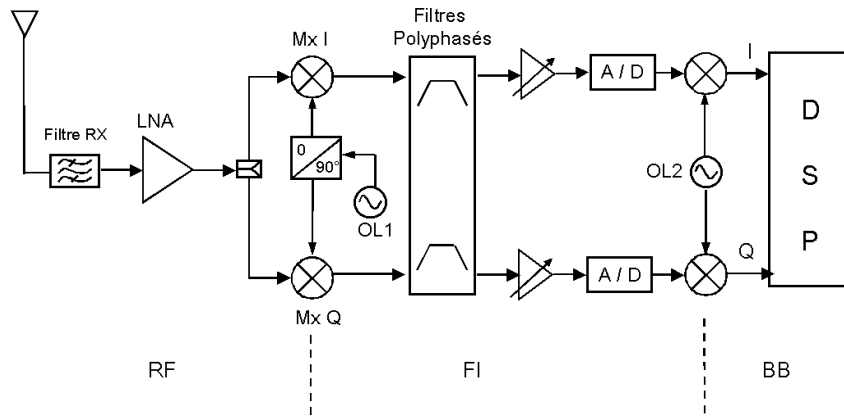 Filtres
Polyphasés
Mx I
A / D
I
LNA
Filtre RX
0
90°
OL1
OL2
D
S
P
A / D
Q
Mx Q
RF
FI
BB